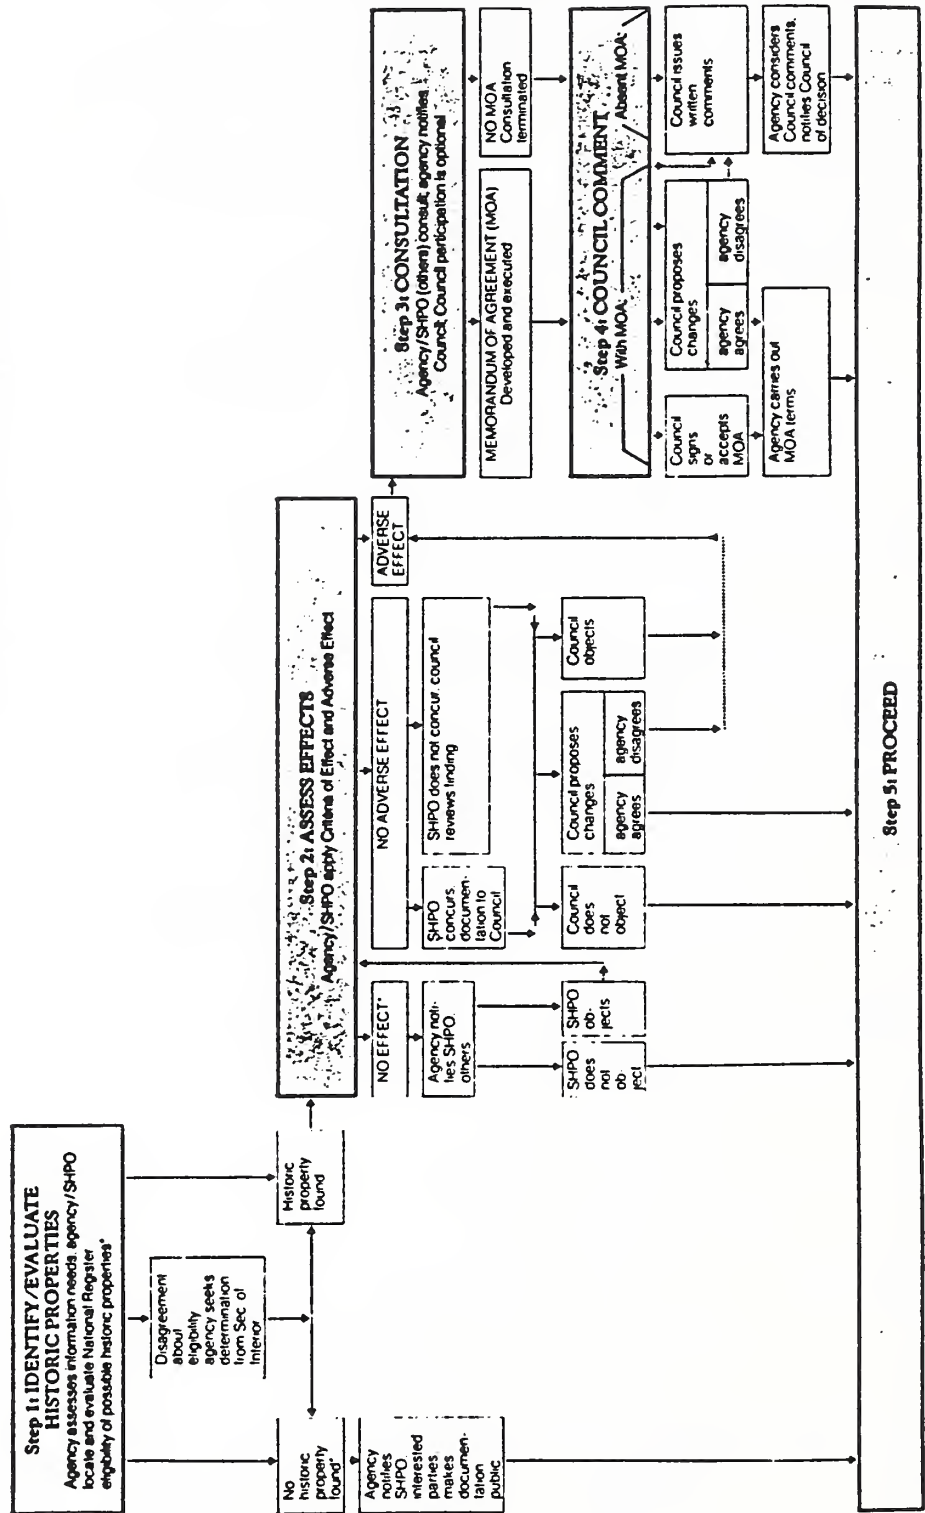 Step 1: IDENTIFY/EVALUATE
HISTORIC PROPERTIES
Agency assesses information needs, agency/SHPO
locate and evaluate National Register
eligibility of possible historic properties*
No
historic
property
found*
Agency
notifies
SHPO,
interested
parties,
makes
documen-
tation
public
Disagreement
about
eligibility
agency seeks
determination
from Sec of
Interior
Historic
property
found
Step 2: ASSESS EFFECTS
Agency/SHPO apply Criteria of Effect and Adverse Effect
NO EFFECT*
Agency noti-
fies SHPO,
others
SHPO
does
not
ob-
ject
SHPO
ob-
jects
NO ADVERSE EFFECT
SHPO
concurs,
documen-
tation to
Council
SHPO does not concur, council
reviews finding
Council
does
not
object
Council proposes
changes
agency
agrees
agency
disagrees
Council
objects
ADVERSE
EFFECT
Step 3: CONSULTATION
Agency/SHPO (others) consult, agency notifies
Council; Council participation is optional
MEMORANDUM OF AGREEMENT (MOA)
Developed and executed
NO MOA
Consultation
terminated
Step 4: COUNCIL COMMENT
With MOA:
Absent MOA:
Council
signs
or
accepts
MOA
Council proposes
changes
agency
agrees
agency
disagrees
Council issues
written
comments
Agency carries out
MOA terms
Agency considers
Council comments,
notifies Council
of decision
Step 5: PROCEED